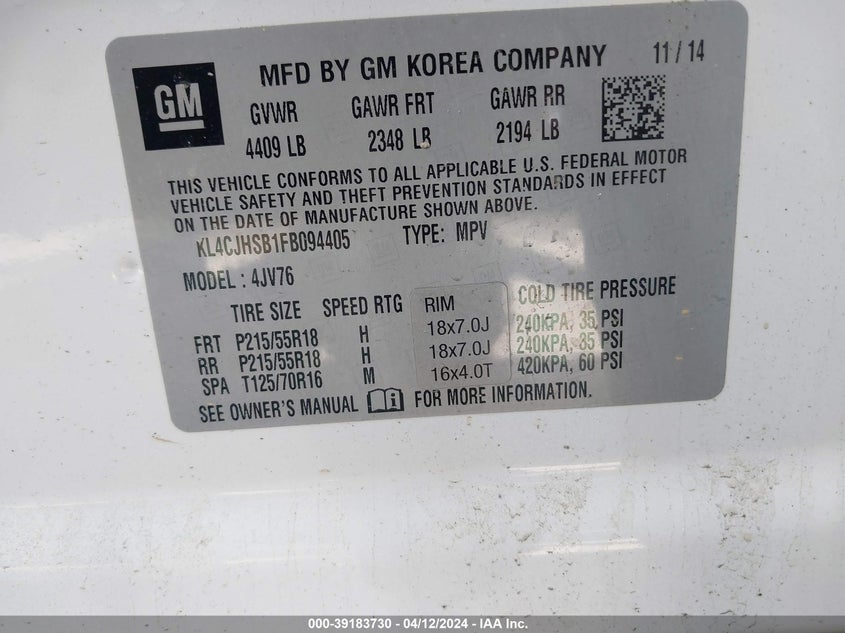 GM
MFD BY GM KOREA COMPANY 11/14
GVWR GAWR FRT GAWR RR
4409 LB 2348 LB 2194 LB
THIS VEHICLE CONFORMS TO ALL APPLICABLE U.S. FEDERAL MOTOR
VEHICLE SAFETY AND THEFT PREVENTION STANDARDS IN EFFECT
ON THE DATE OF MANUFACTURE SHOWN ABOVE.
KL4CJHSB1FB094405 TYPE: MPV
MODEL: 4JV76
TIRE SIZE SPEED RTG RIM COLD TIRE PRESSURE
FRT P215/55R18 H 18x7.0J 240KPA, 35 PSI
RR P215/55R18 H 18x7.0J 240KPA, 35 PSI
SPA T125/70R16 M 16x4.0T 420KPA, 60 PSI
SEE OWNER'S MANUAL FOR MORE INFORMATION.
000-39183730 - 04/12/2024 - IAA Inc.